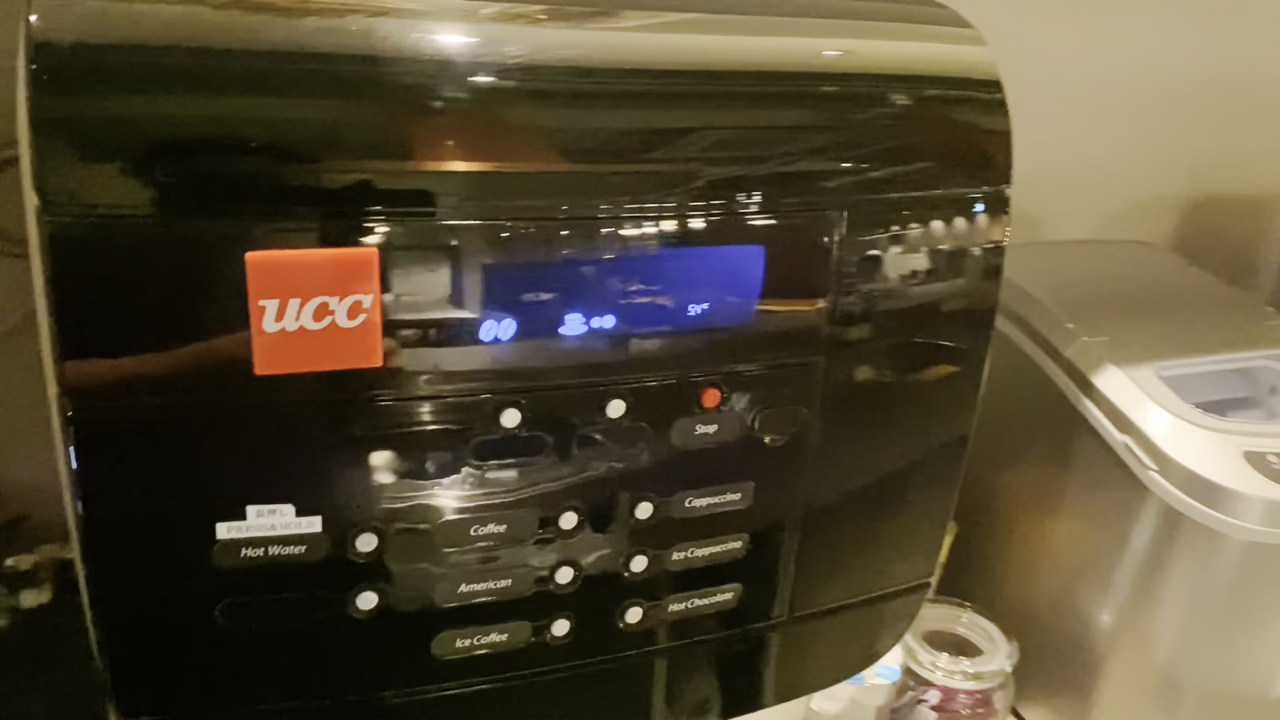 ucc
Stop
長押し
PRESS&HOLD
Hot Water
Coffee
Cappuccino
American
Ice Cappuccino
Ice Coffee
Hot Chocolate